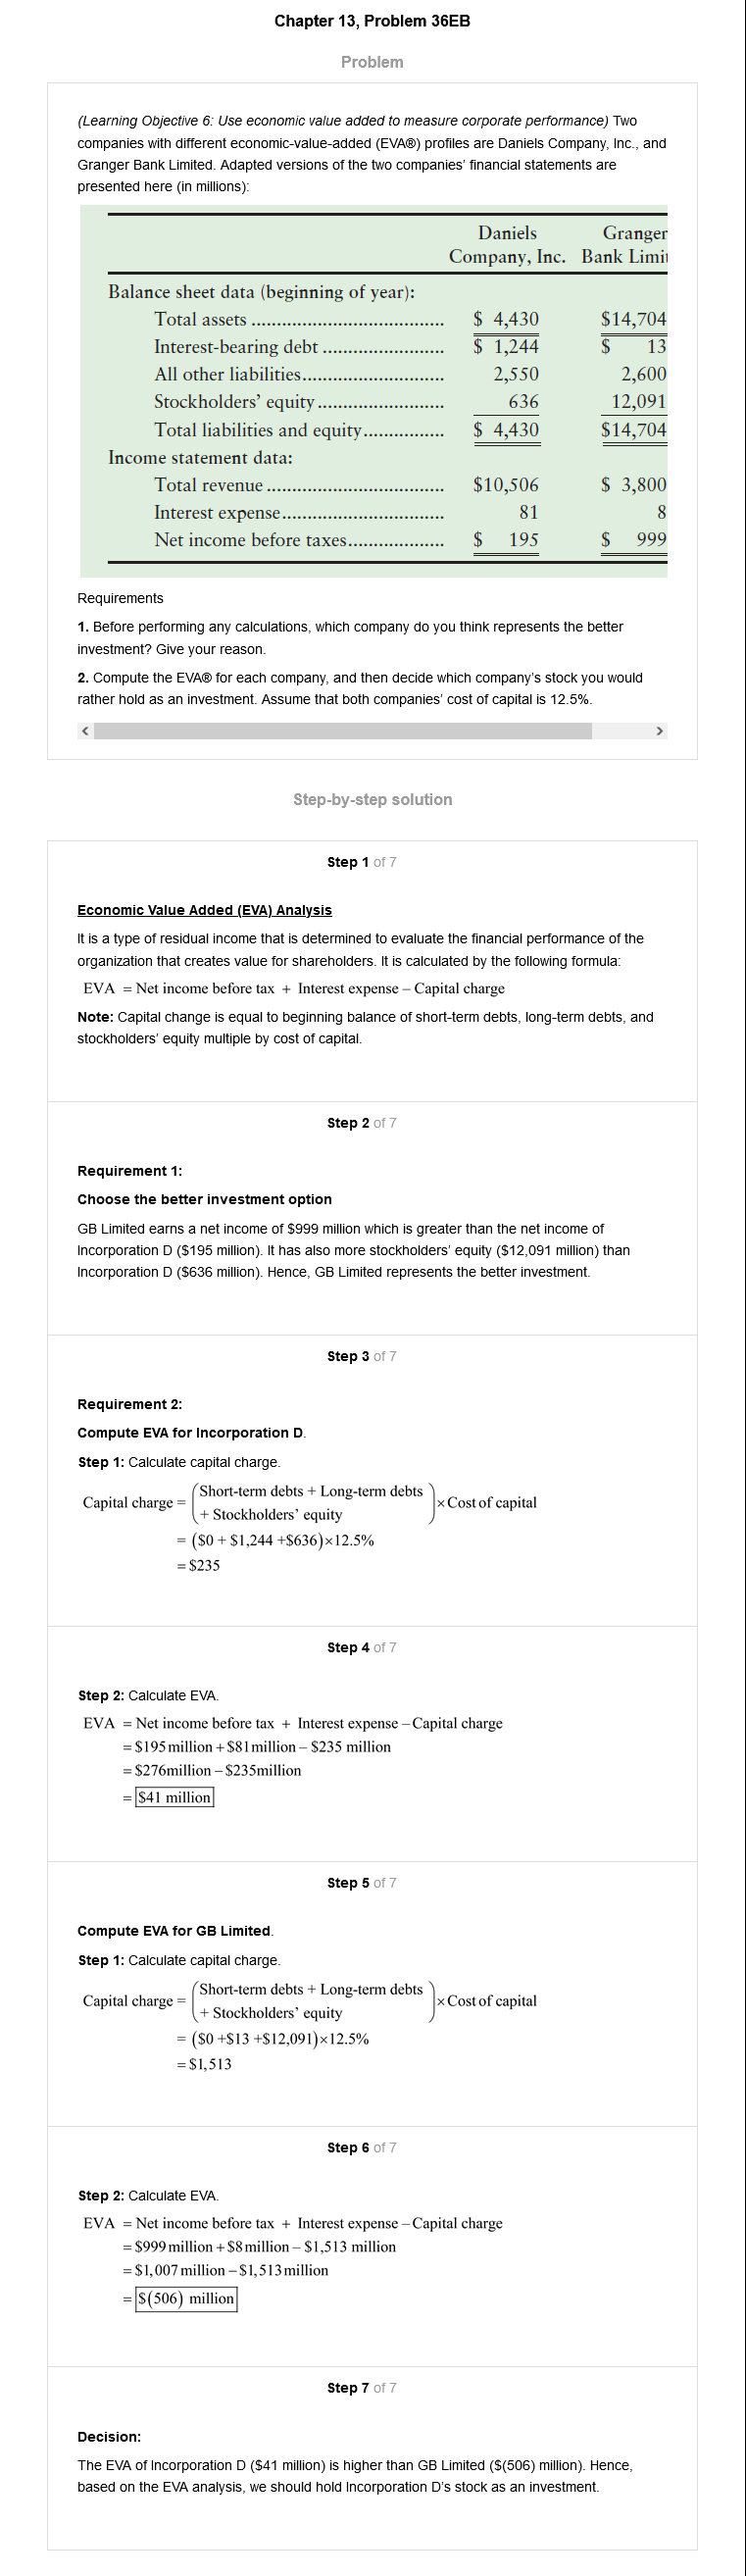 Chapter 13, Problem 36EB
Problem
(Learning Objective 6: Use economic value added to measure corporate performance) Two
companies with different economic-value-added (EVA®) profiles are Daniels Company, Inc., and
Granger Bank Limited. Adapted versions of the two companies' financial statements are
presented here (in millions):
Daniels Granger
Company, Inc. Bank Limit
Balance sheet data (beginning of year):
Total assets ..................................... $ 4,430 $14,704
Interest-bearing debt ....................... $ 1,244 $ 13
All other liabilities........................... 2,550 2,600
Stockholders' equity ........................ 636 12,091
Total liabilities and equity................ $ 4,430 $14,704
Income statement data:
Total revenue .................................. $10,506 $ 3,800
Interest expense............................... 81 8
Net income before taxes................... $ 195 $ 999
Requirements
1. Before performing any calculations, which company do you think represents the better
investment? Give your reason.
2. Compute the EVA® for each company, and then decide which company's stock you would
rather hold as an investment. Assume that both companies' cost of capital is 12.5%.
Step-by-step solution
Step 1 of 7
Economic Value Added (EVA) Analysis
It is a type of residual income that is determined to evaluate the financial performance of the
organization that creates value for shareholders. It is calculated by the following formula:
EVA = Net income before tax + Interest expense – Capital charge
Note: Capital change is equal to beginning balance of short-term debts, long-term debts, and
stockholders' equity multiple by cost of capital.
Step 2 of 7
Requirement 1:
Choose the better investment option
GB Limited earns a net income of $999 million which is greater than the net income of
Incorporation D ($195 million). It has also more stockholders' equity ($12,091 million) than
Incorporation D ($636 million). Hence, GB Limited represents the better investment.
Step 3 of 7
Requirement 2:
Compute EVA for Incorporation D.
Step 1: Calculate capital charge.
Capital charge = (Short-term debts + Long-term debts
+ Stockholders' equity) × Cost of capital
= ($0 + $1,244 +$636)×12.5%
= $235
Step 4 of 7
Step 2: Calculate EVA.
EVA = Net income before tax + Interest expense – Capital charge
= $195 million + $81 million – $235 million
= $276 million – $235 million
= $41 million
Step 5 of 7
Compute EVA for GB Limited.
Step 1: Calculate capital charge.
Capital charge = (Short-term debts + Long-term debts
+ Stockholders' equity) × Cost of capital
= ($0 +$13 +$12,091)×12.5%
= $1,513
Step 6 of 7
Step 2: Calculate EVA.
EVA = Net income before tax + Interest expense – Capital charge
= $999 million + $8 million – $1,513 million
= $1,007 million – $1,513 million
= $(506) million
Step 7 of 7
Decision:
The EVA of Incorporation D ($41 million) is higher than GB Limited ($(506) million). Hence,
based on the EVA analysis, we should hold Incorporation D's stock as an investment.